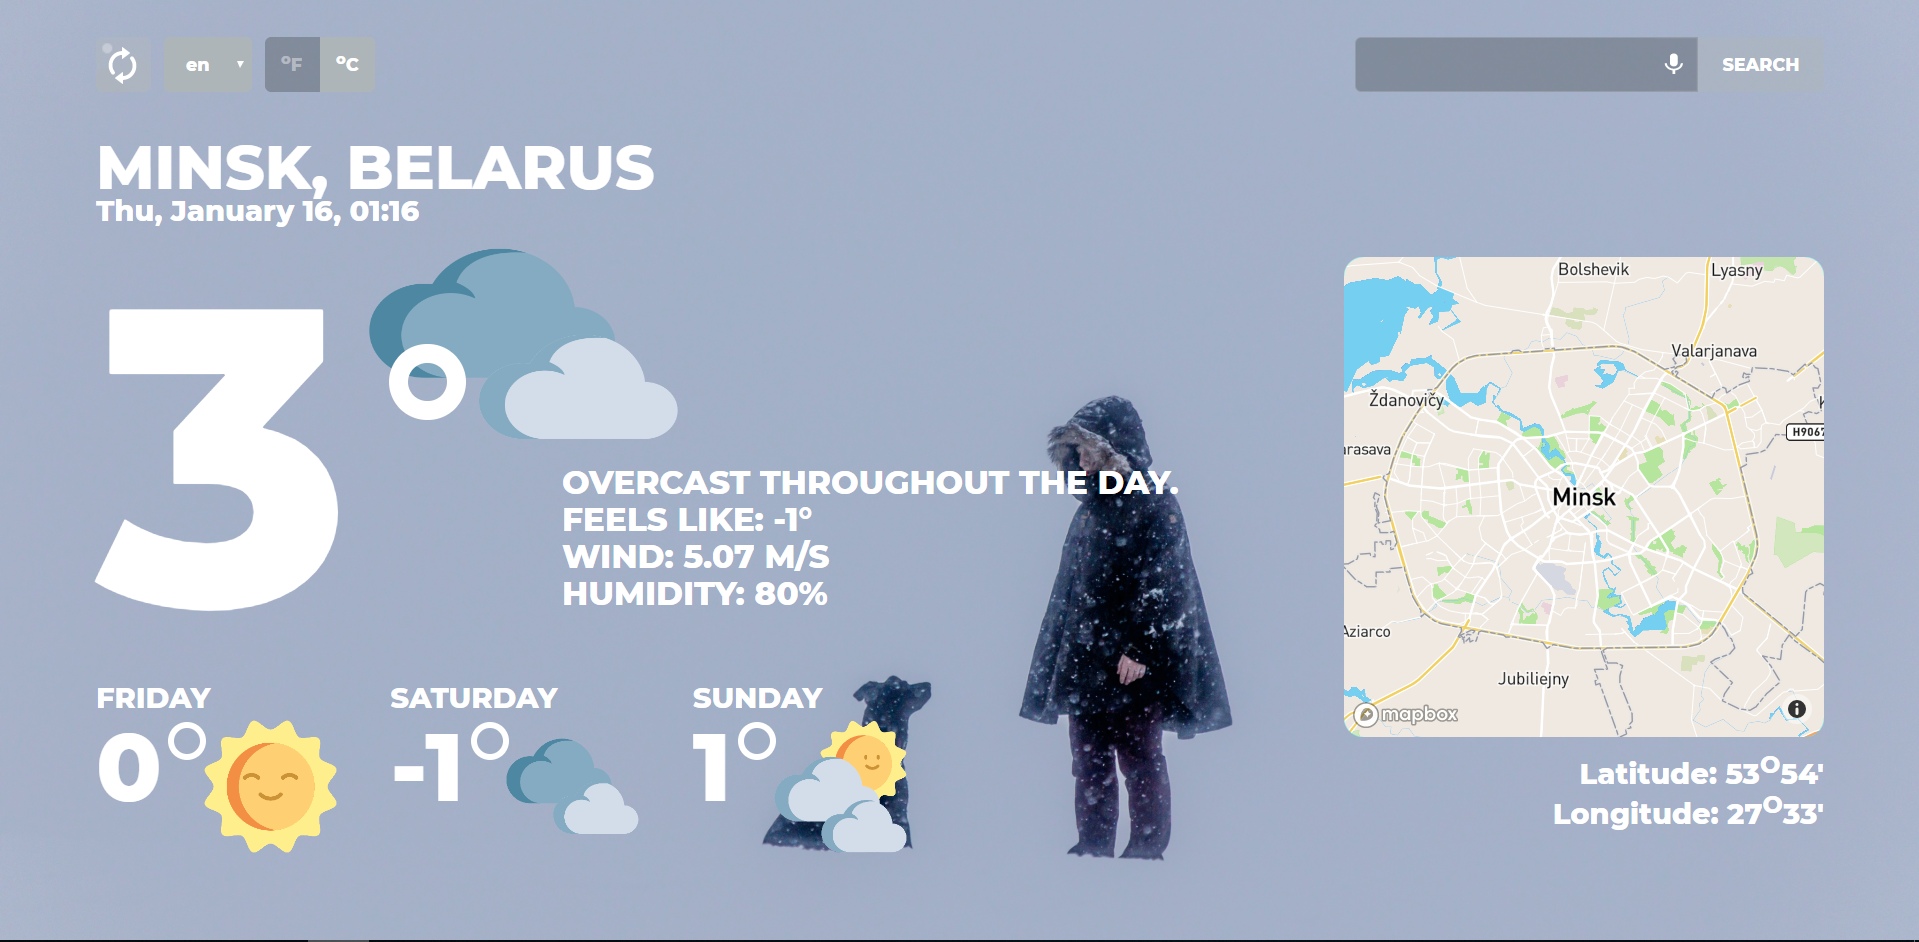 en ▾ ºF ºC
SEARCH
MINSK, BELARUS
Thu, January 16, 01:16
3°
OVERCAST THROUGHOUT THE DAY.
FEELS LIKE: -1°
WIND: 5.07 M/S
HUMIDITY: 80%
FRIDAY
0°
SATURDAY
-1°
SUNDAY
1°
Bolshevik
Lyasny
Valarjanava
Ždanovičy
H9067
Minsk
Aziarco
Jubiliejny
mapbox
Latitude: 53°54'
Longitude: 27°33'